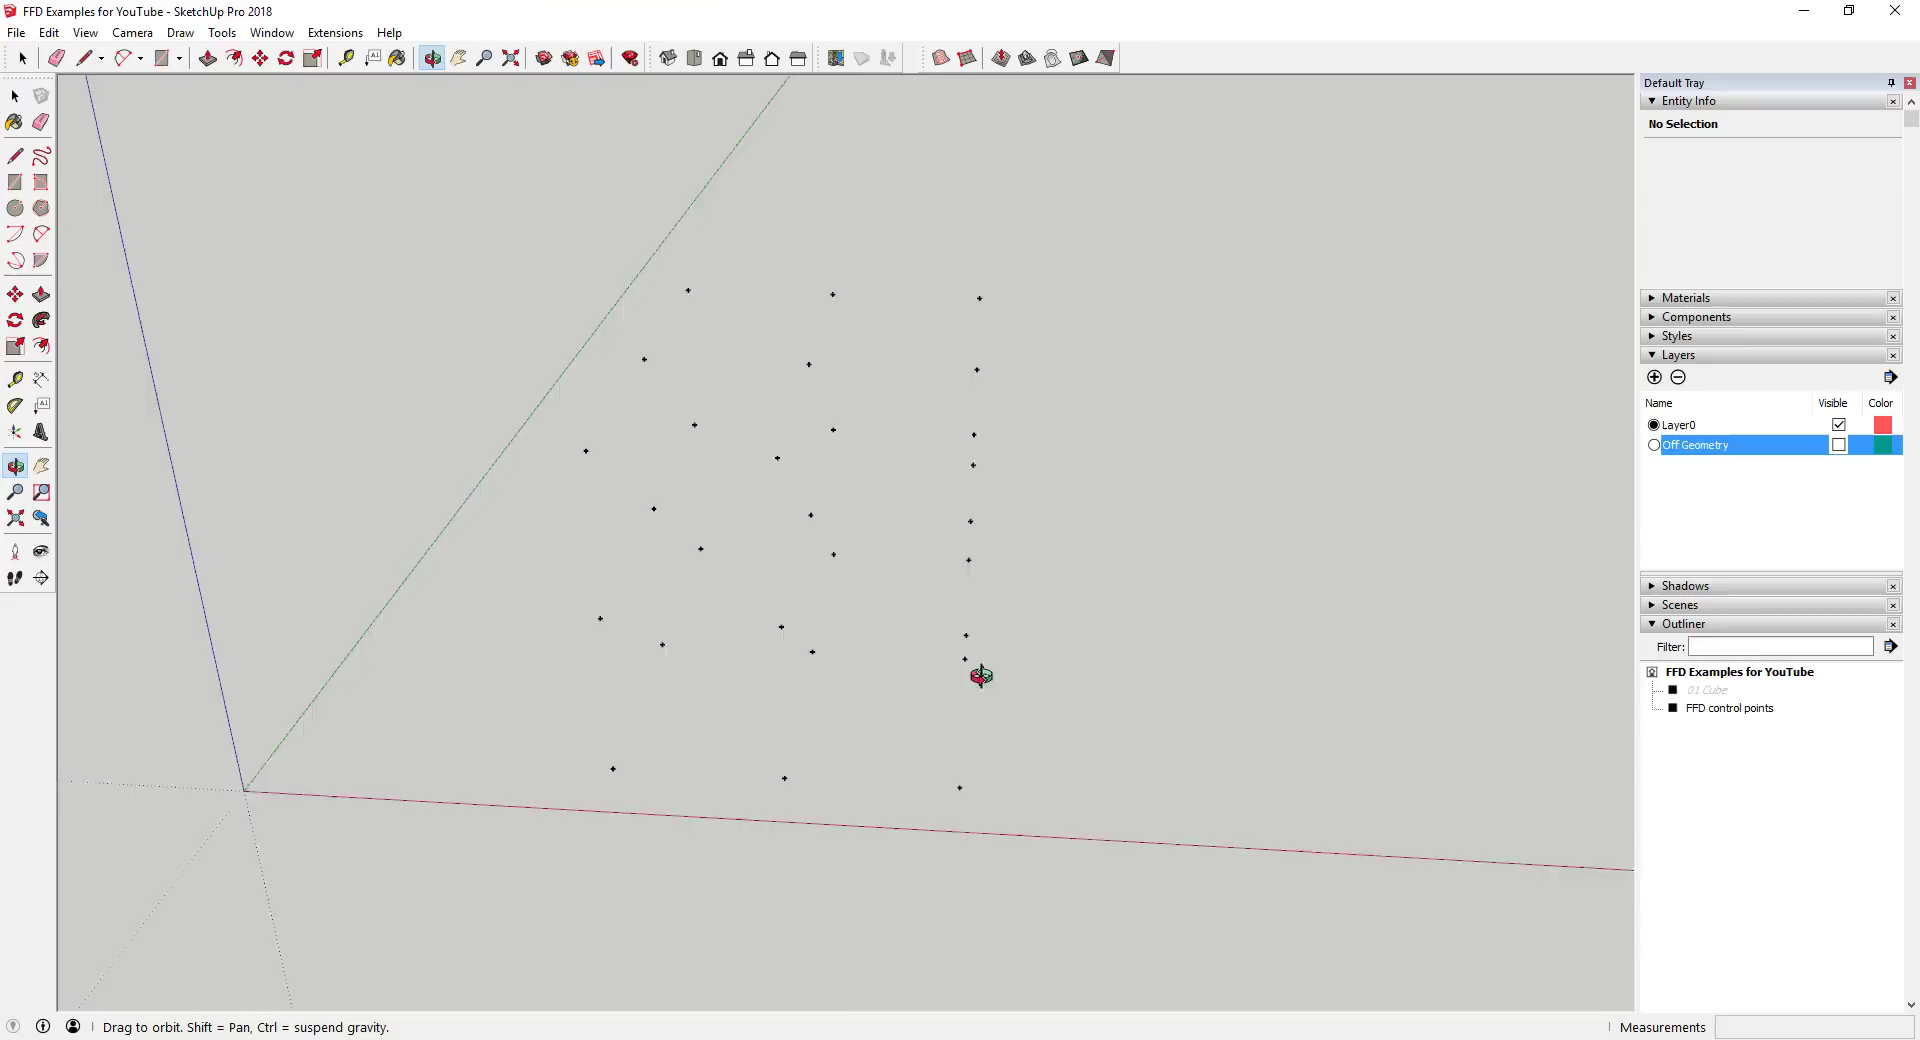 FFD Examples for YouTube - SketchUp Pro 2018
File Edit View Camera Draw Tools Window Extensions Help
Default Tray
Entity Info
No Selection
Materials
Components
Styles
Layers
Name Visible Color
Layer0
Off Geometry
Shadows
Scenes
Outliner
Filter:
FFD Examples for YouTube
01 Cube
FFD control points
Drag to orbit. Shift = Pan, Ctrl = suspend gravity.
Measurements